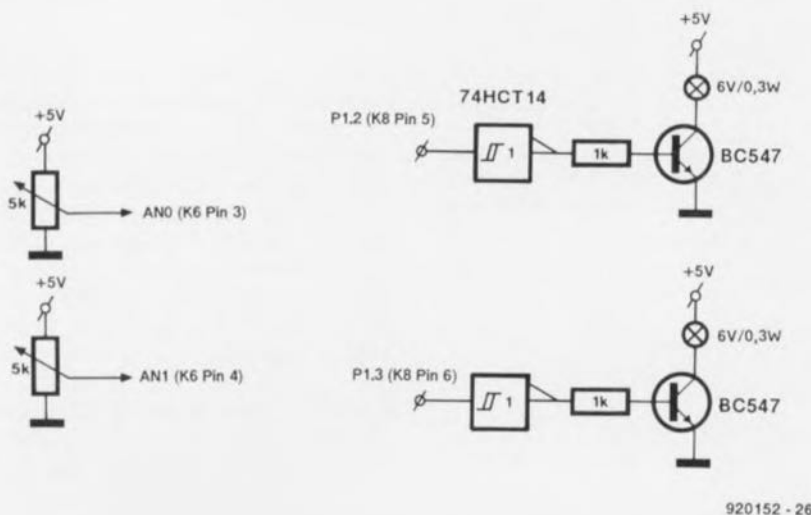 +5V
5k
AN0 (K6 Pin 3)
+5V
5k
AN1 (K6 Pin 4)
+5V
6V/0,3W
74HCT14
P1.2 (K8 Pin 5)
1
1k
BC547
+5V
6V/0,3W
P1.3 (K8 Pin 6)
1
1k
BC547
920152 - 28